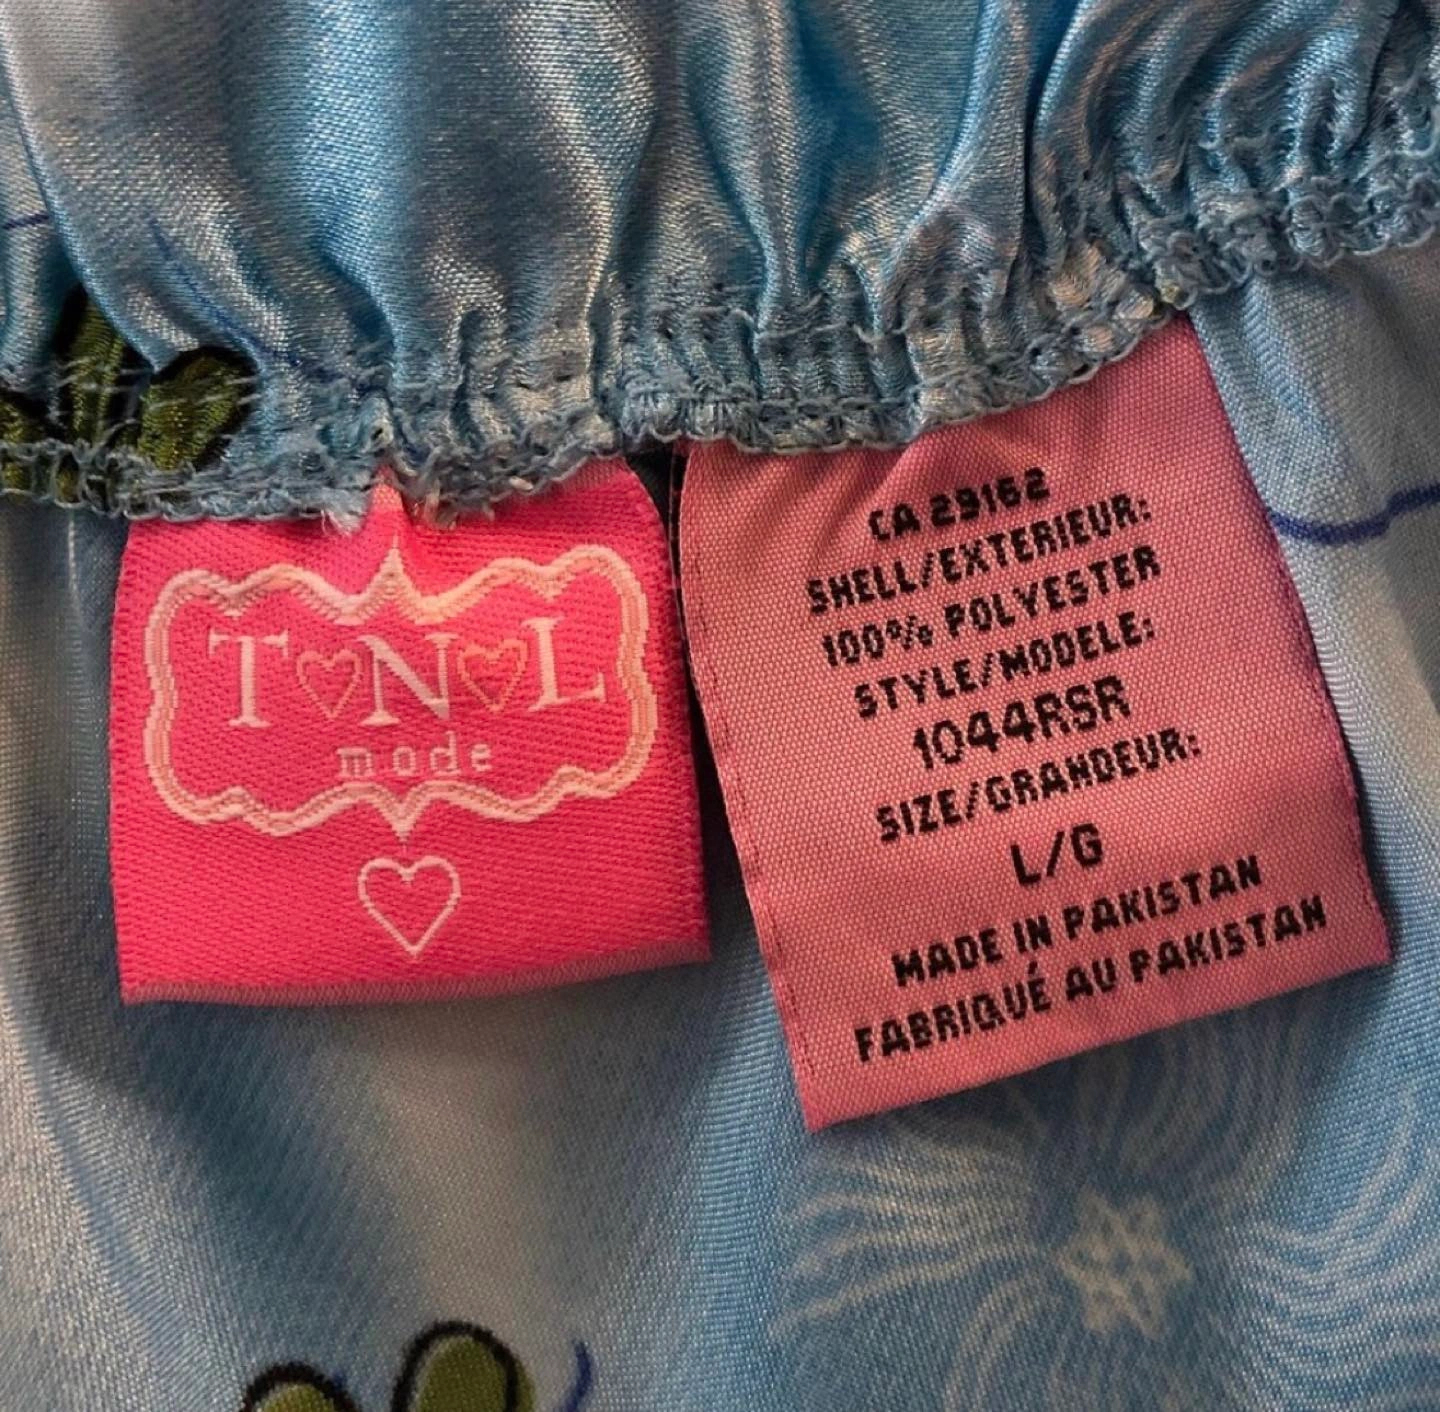 T♡N♡L
mode
CA 29162
SHELL/EXTERIEUR:
100% POLYESTER
STYLE/MODELE:
1044RSR
SIZE/GRANDEUR:
L/G
MADE IN PAKISTAN
FABRIQUÉ AU PAKISTAN